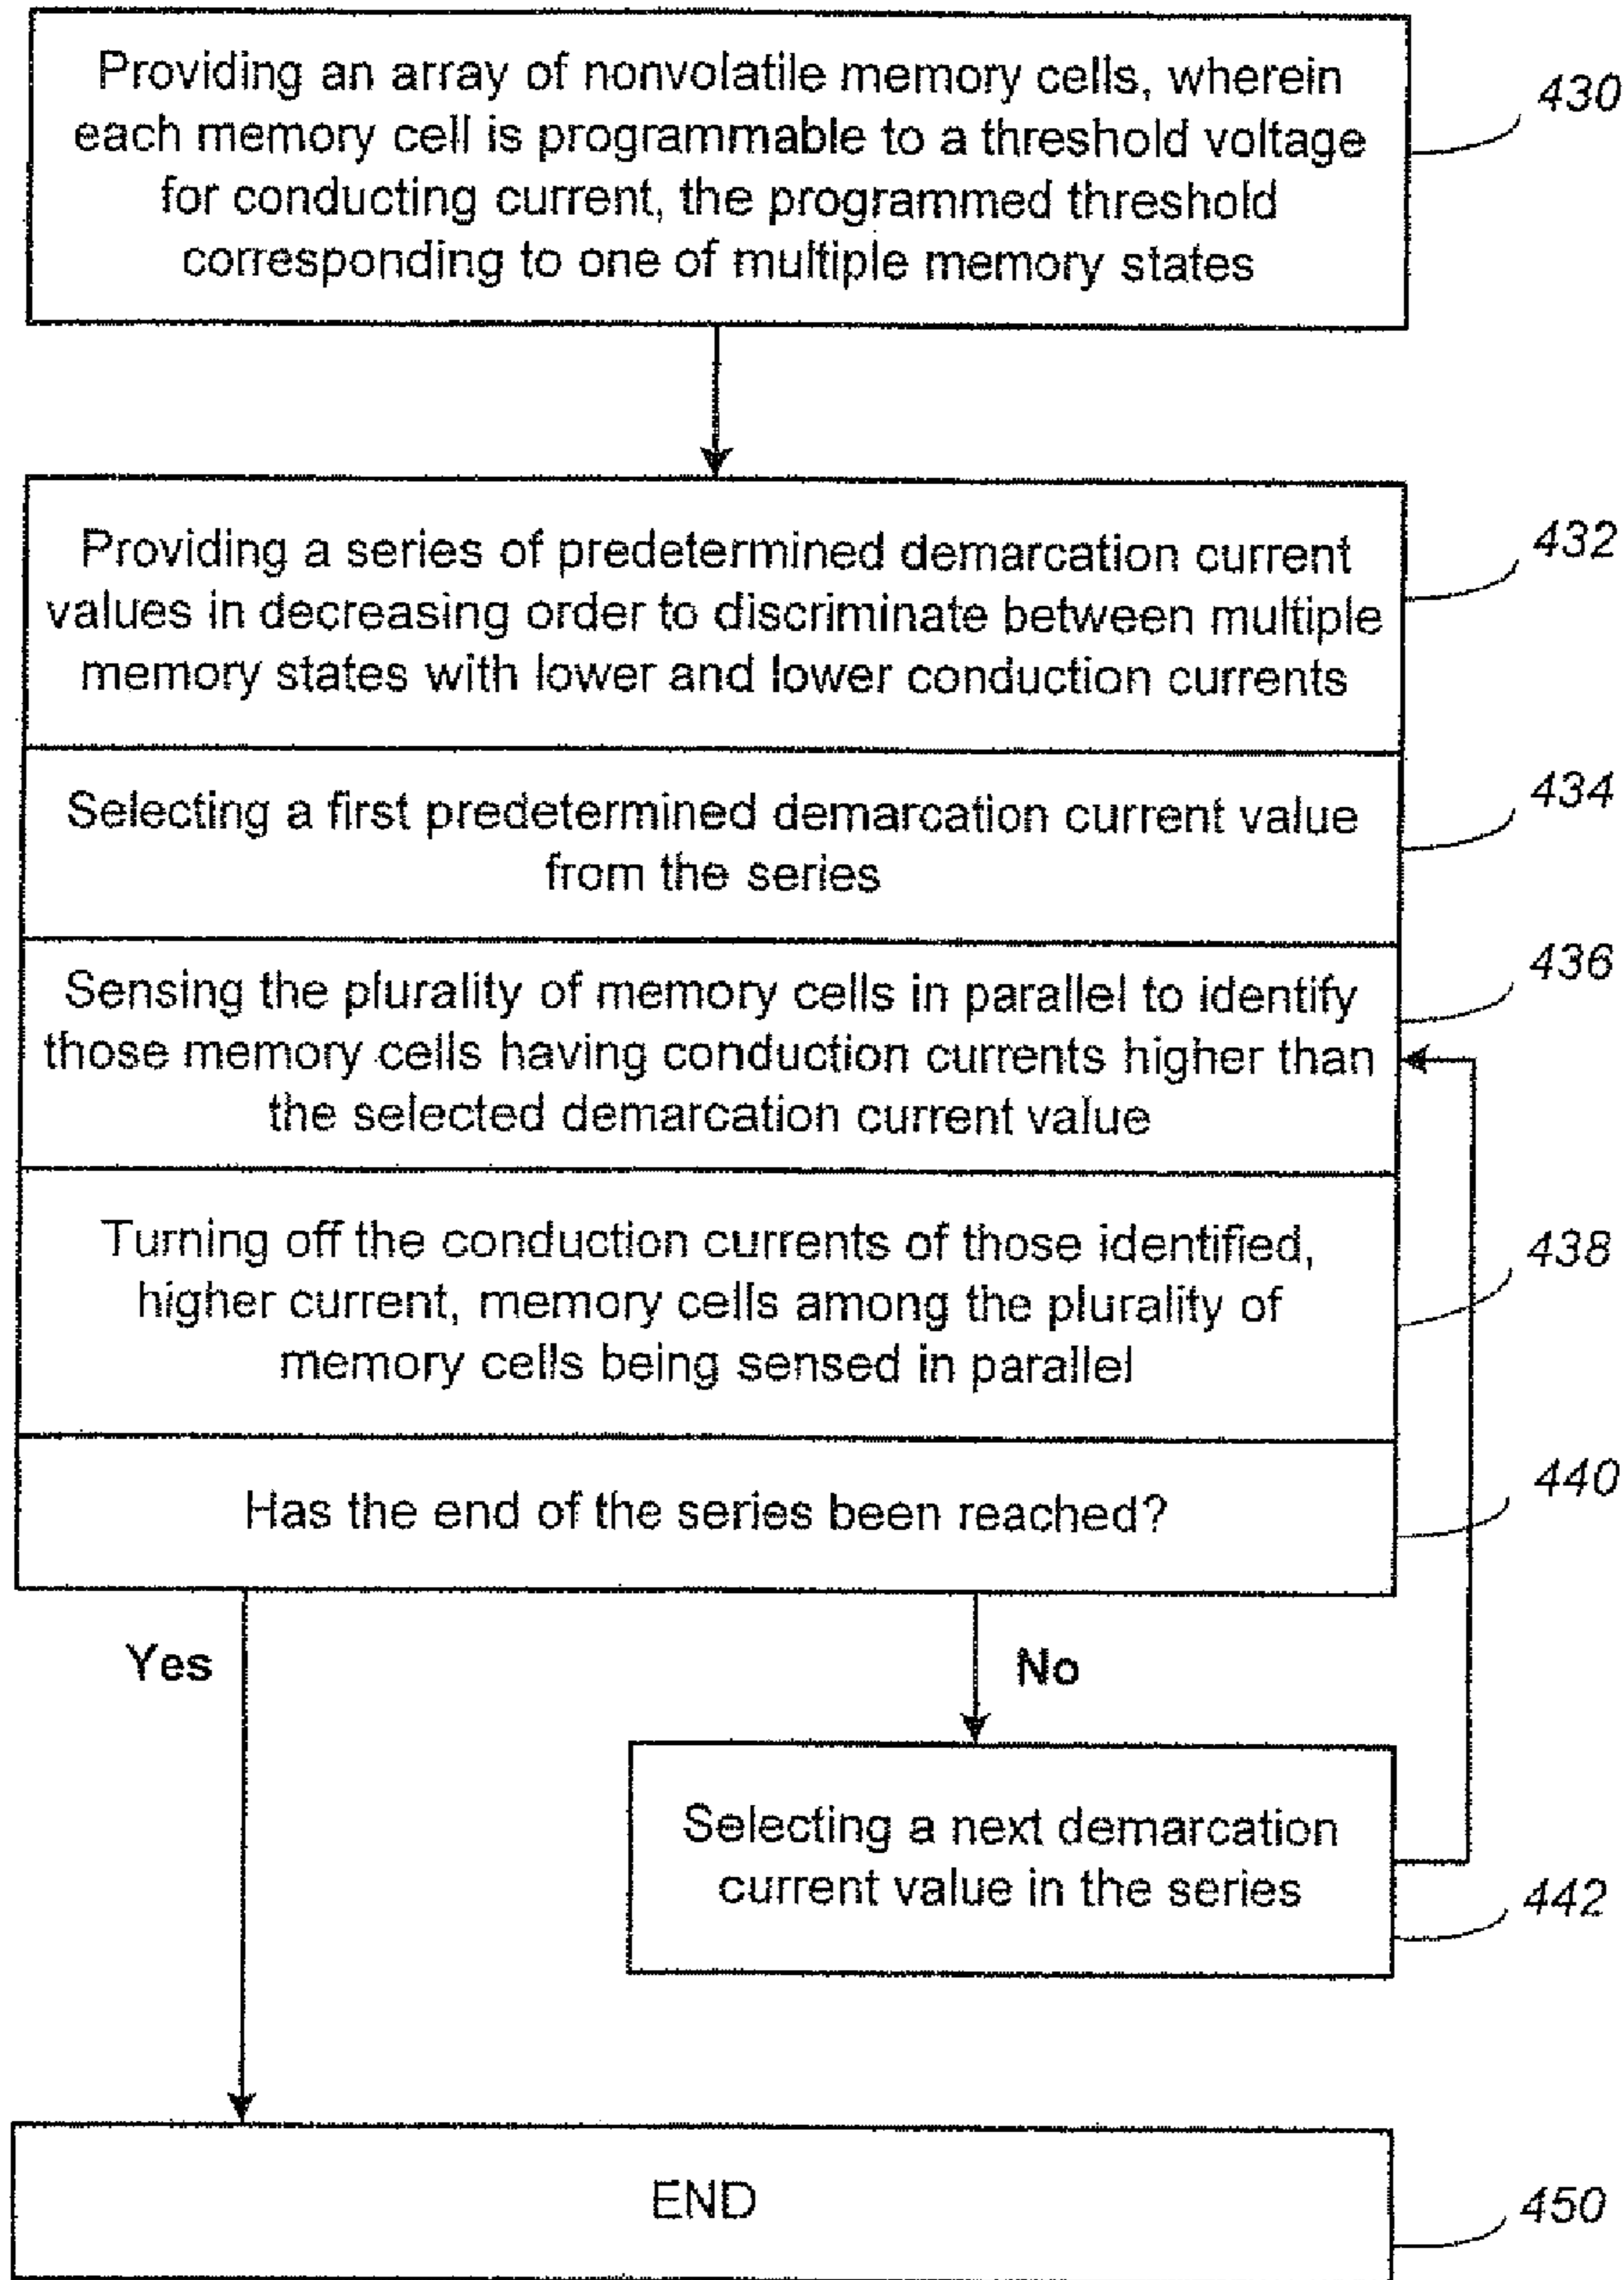 Providing an array of nonvolatile memory cells, wherein
each memory cell is programmable to a threshold voltage
for conducting current, the programmed threshold
corresponding to one of multiple memory states
430
Providing a series of predetermined demarcation current
values in decreasing order to discriminate between multiple
memory states with lower and lower conduction currents
432
Selecting a first predetermined demarcation current value
from the series
434
Sensing the plurality of memory cells in parallel to identify
those memory cells having conduction currents higher than
the selected demarcation current value
436
Turning off the conduction currents of those identified,
higher current, memory cells among the plurality of
memory cells being sensed in parallel
438
Has the end of the series been reached?
440
Yes
No
Selecting a next demarcation
current value in the series
442
END
450